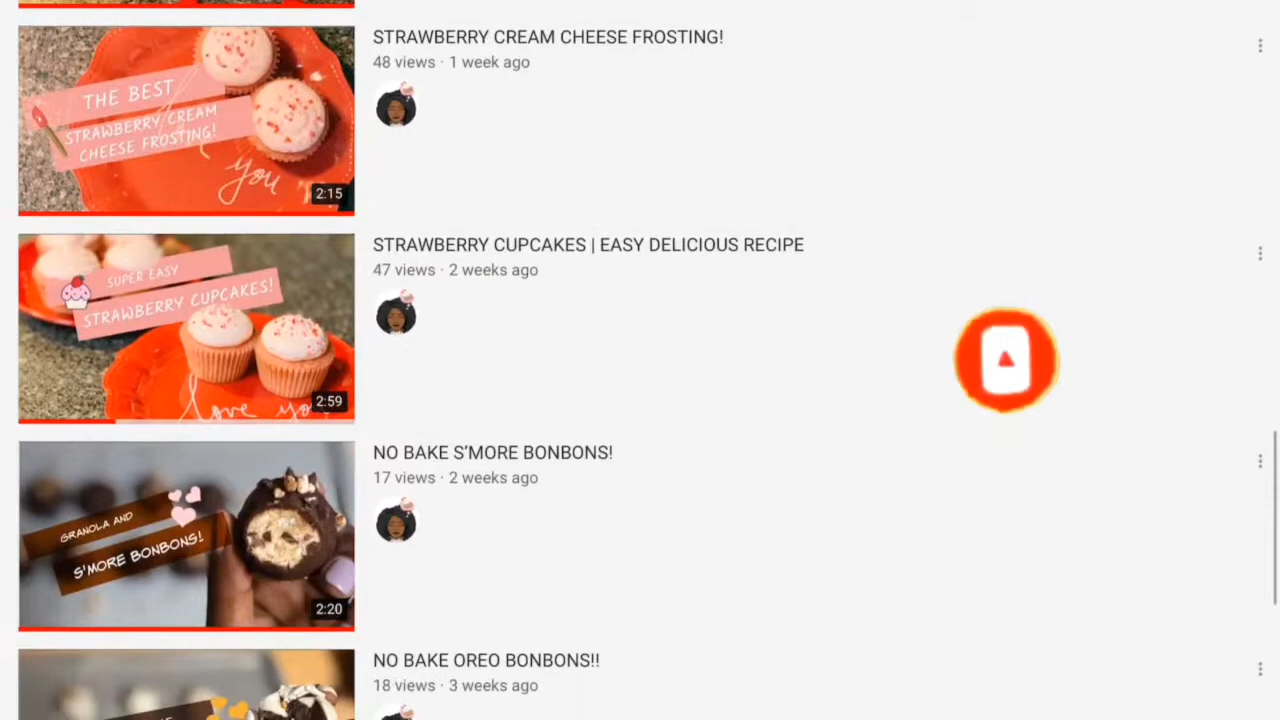 THE BEST
STRAWBERRY CREAM
CHEESE FROSTING!
you
2:15
STRAWBERRY CREAM CHEESE FROSTING!
48 views · 1 week ago
SUPER EASY
STRAWBERRY CUPCAKES!
love you
2:59
STRAWBERRY CUPCAKES | EASY DELICIOUS RECIPE
47 views · 2 weeks ago
GRANOLA AND
S'MORE BONBONS!
2:20
NO BAKE S'MORE BONBONS!
17 views · 2 weeks ago
NO BAKE OREO BONBONS!!
18 views · 3 weeks ago